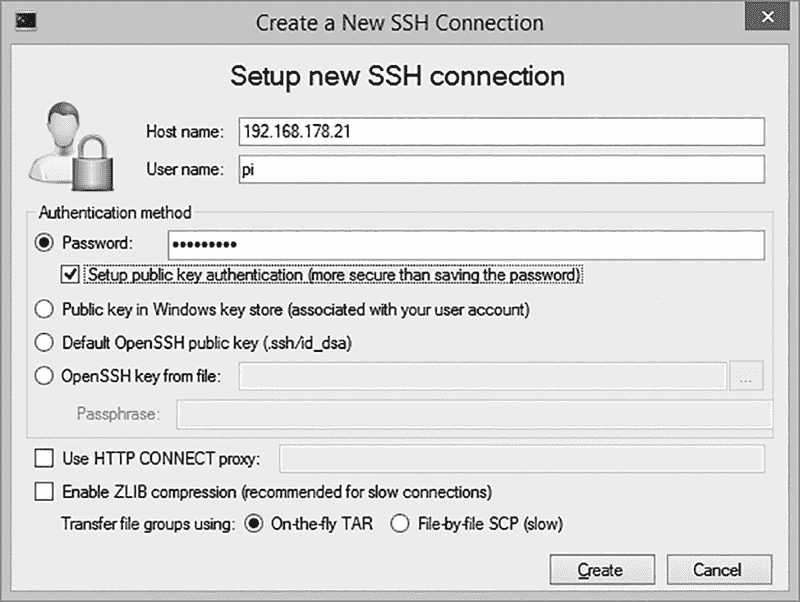 Create a New SSH Connection
Setup new SSH connection
Host name: 192.168.178.21
User name: pi
Authentication method
Password: •••••••••
Setup public key authentication (more secure than saving the password)
Public key in Windows key store (associated with your user account)
Default OpenSSH public key (.ssh/id_dsa)
OpenSSH key from file: ...
Passphrase:
Use HTTP CONNECT proxy:
Enable ZLIB compression (recommended for slow connections)
Transfer file groups using: On-the-fly TAR File-by-file SCP (slow)
Create Cancel